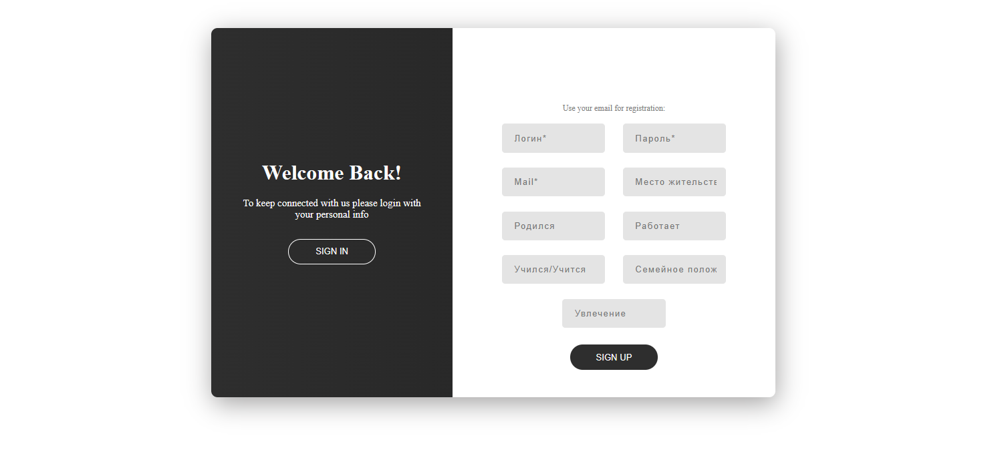 Welcome Back!
To keep connected with us please login with
your personal info
SIGN IN
Use your email for registration:
Логин*
Пароль*
Mail*
Место жительств
Родился
Работает
Учился/Учится
Семейное полож
Увлечение
SIGN UP